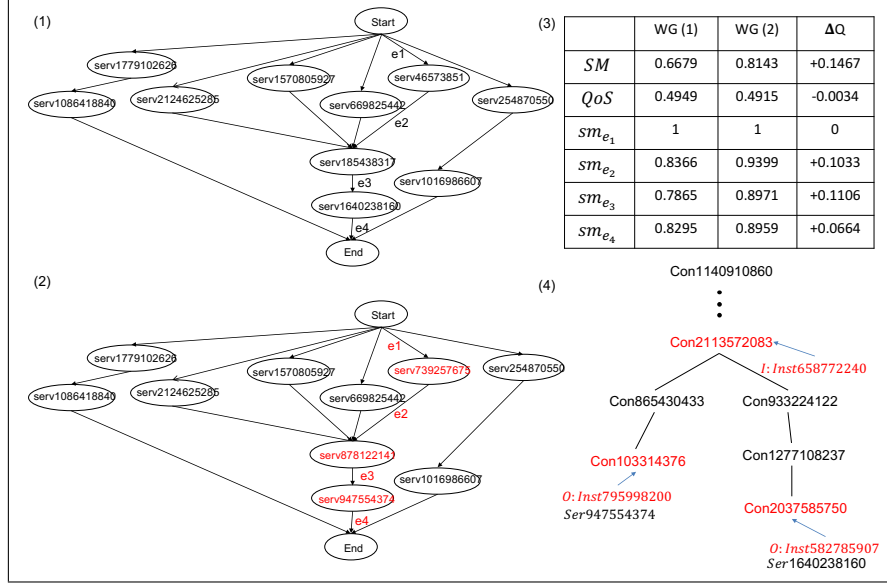 (1)
Start
e1
serv1779102626
serv1570805927
serv46573851
serv2124625285
serv1086418840
serv669825442
serv254870550
e2
serv185438317
e3
serv1016986607
serv1640238160
e4
End
(2)
Start
e1
serv1779102626
serv1570805927
serv739257675
serv254870550
serv2124625285
serv1086418840
serv669825442
e2
serv878122141
e3
serv1016986607
serv947554374
e4
End
(3)
WG (1) WG (2) ΔQ
SM 0.6679 0.8143 +0.1467
QoS 0.4949 0.4915 -0.0034
sm_e1 1 1 0
sm_e2 0.8366 0.9399 +0.1033
sm_e3 0.7865 0.8971 +0.1106
sm_e4 0.8295 0.8959 +0.0664
(4)
Con1140910860
Con2113572083
I: Inst658772240
Con865430433
Con933224122
Con103314376
Con1277108237
O: Inst795998200
Ser947554374
Con2037585750
O: Inst582785907
Ser1640238160